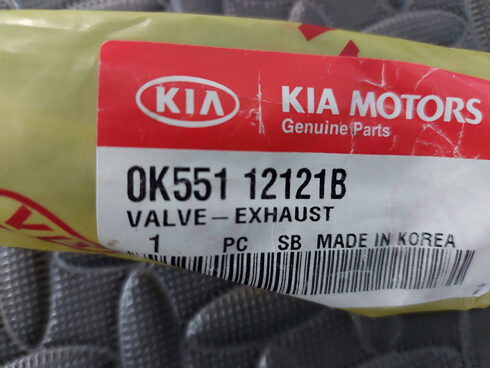 KIA
KIA MOTORS
Genuine Parts
0K551 12121B
VALVE-EXHAUST
1 PC SB MADE IN KOREA